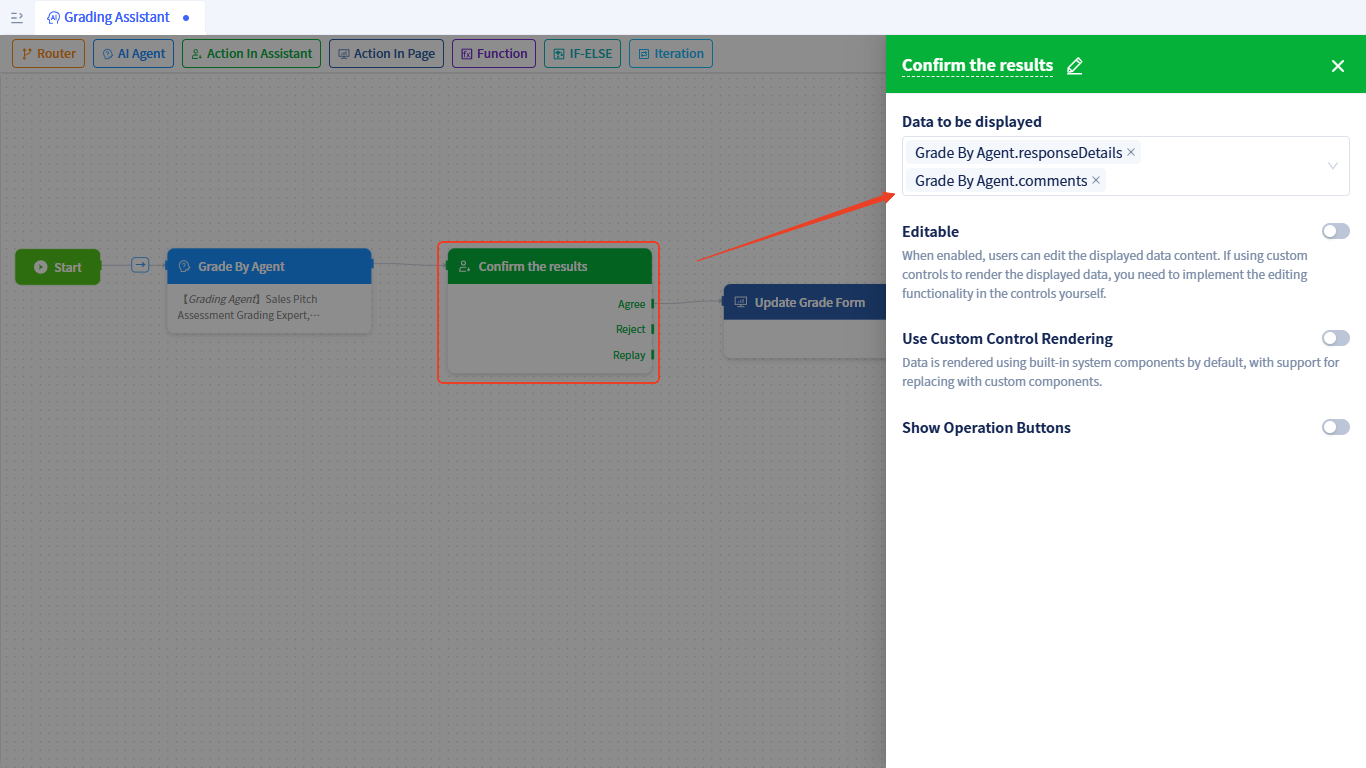 Grading Assistant
Router
AI Agent
Action In Assistant
Action In Page
Function
IF-ELSE
Iteration
Start
Grade By Agent
【Grading Agent】Sales Pitch
Assessment Grading Expert,···
Confirm the results
Agree
Reject
Replay
Update Grade Form
Confirm the results
Data to be displayed
Grade By Agent.responseDetails ×
Grade By Agent.comments ×
Editable
When enabled, users can edit the displayed data content. If using custom
controls to render the displayed data, you need to implement the editing
functionality in the controls yourself.
Use Custom Control Rendering
Data is rendered using built-in system components by default, with support for
replacing with custom components.
Show Operation Buttons